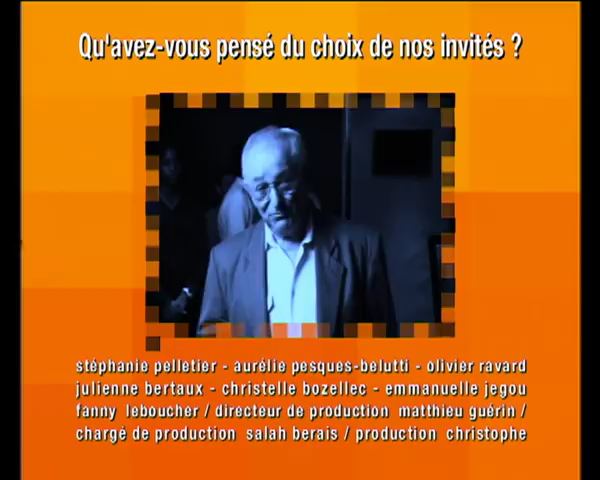 Qu'avez-vous pensé du choix de nos invités ?
stéphanie pelletier - aurélie pesques-belutti - olivier ravard
julienne bertaux - christelle bozellec - emmanuelle jegou
fanny leboucher / directeur de production matthieu guérin /
chargé de production salah berais / production christophe